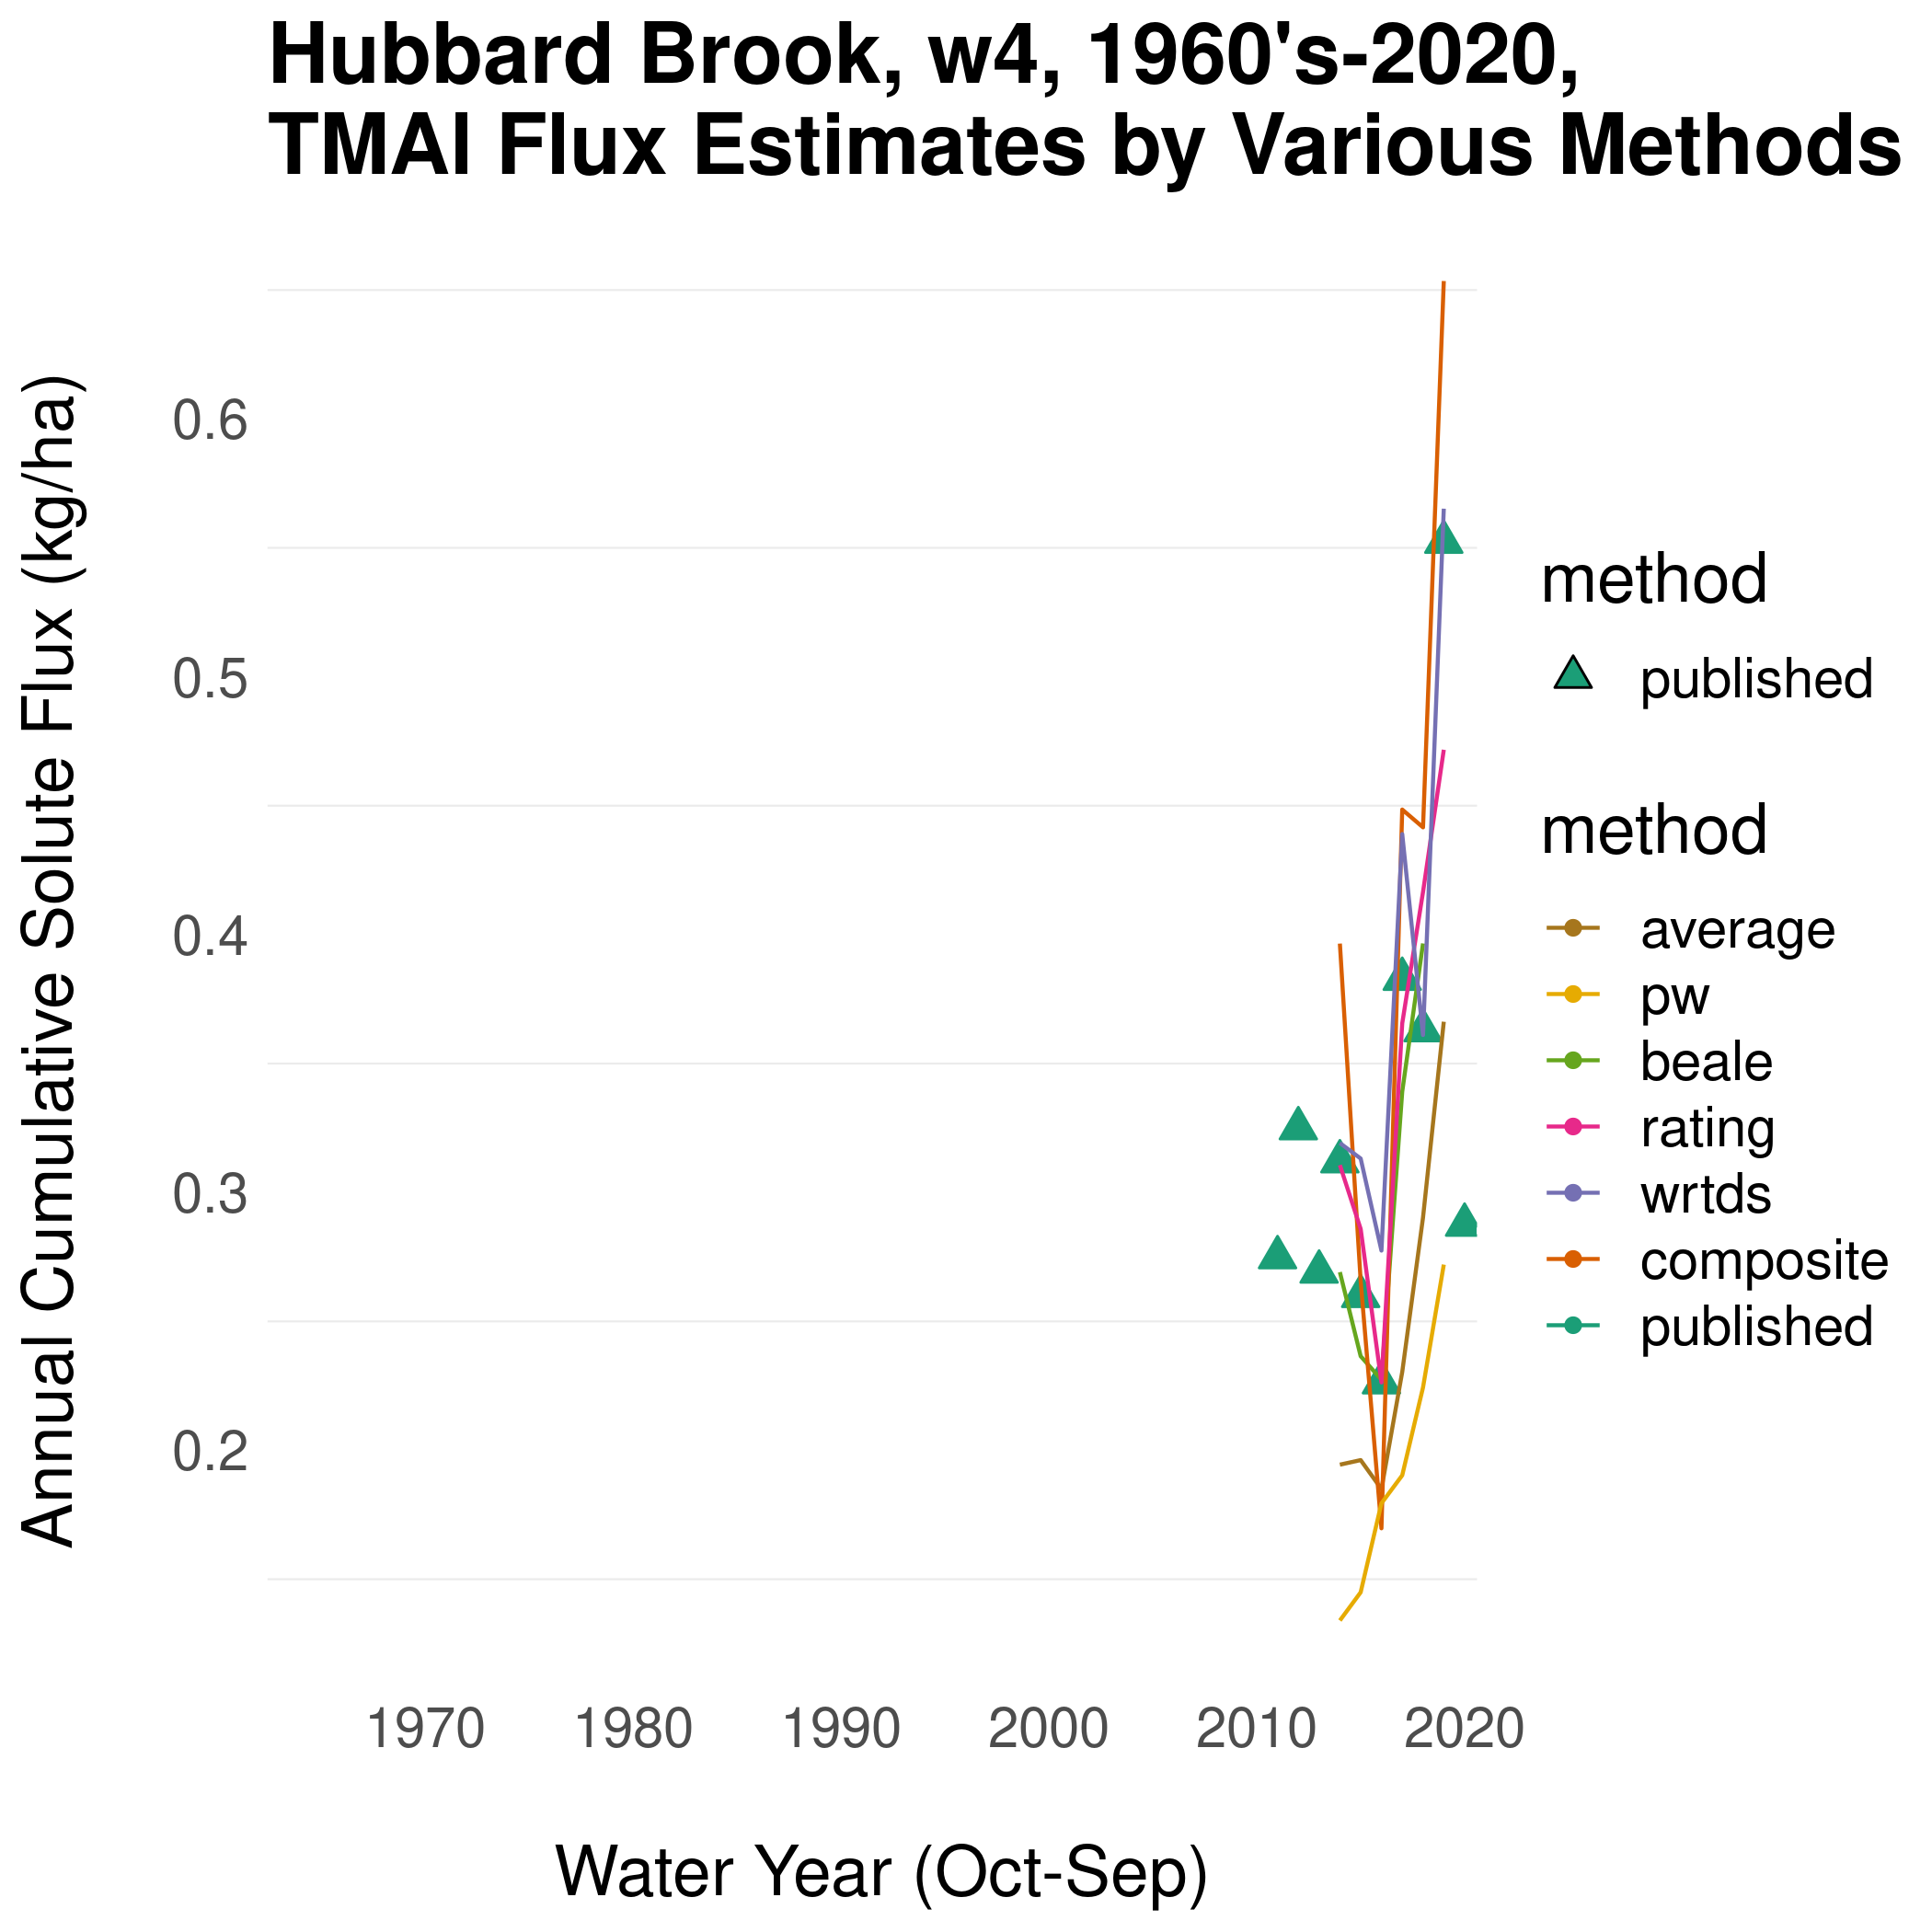 Hubbard Brook, w4, 1960's-2020,
TMAl Flux Estimates by Various Methods
Annual Cumulative Solute Flux (kg/ha)
0.6
0.5
0.4
0.3
0.2
1970 1980 1990 2000 2010 2020
Water Year (Oct-Sep)
method
published
method
average
pw
beale
rating
wrtds
composite
published